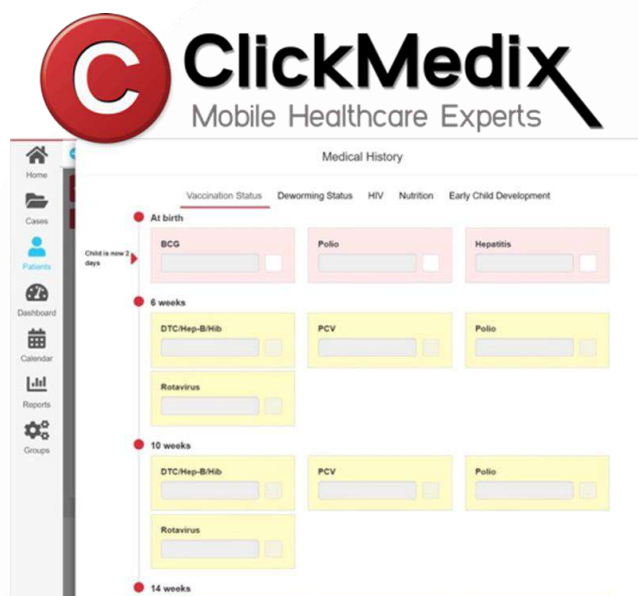 C ClickMedix
Mobile Healthcare Experts
Home
Cases
Patients
Dashboard
Calendar
Reports
Groups
Medical History
Vaccination Status Deworming Status HIV Nutrition Early Child Development
At birth
Child is now 2
days
BCG Polio Hepatitis
6 weeks
DTC/Hep-B/Hib PCV Polio
Rotavirus
10 weeks
DTC/Hep-B/Hib PCV Polio
Rotavirus
14 weeks